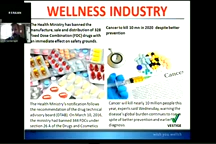 WELLNESS INDUSTRY
The Health Ministry has banned the
manufacture, sale and distribution of 328
Fixed Dose Combination (FDC) drugs with
an immediate effect on safety grounds.
Cancer to kill 10 mn in 2020 despite better
prevention
Cancer
The Health Ministry's notification follows
the recommendation of the drug technical
advisory board (DTAB). On March 10, 2016
the ministry has banned 344 FDCs under
section 26 A of the Drugs and Cosmetics
Cancer will kill nearly 10 million people this
year, experts said Wednesday, warning the
disease's global burden continues to
spite of better prevention and earlier
diagnosis.
VESTIGE